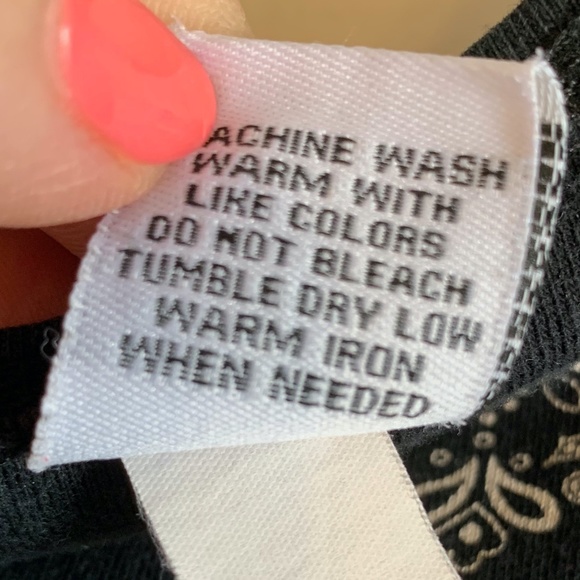 ACHINE WASH
WARM WITH
LIKE COLORS
DO NOT BLEACH
TUMBLE DRY LOW
WARM IRON
WHEN NEEDED